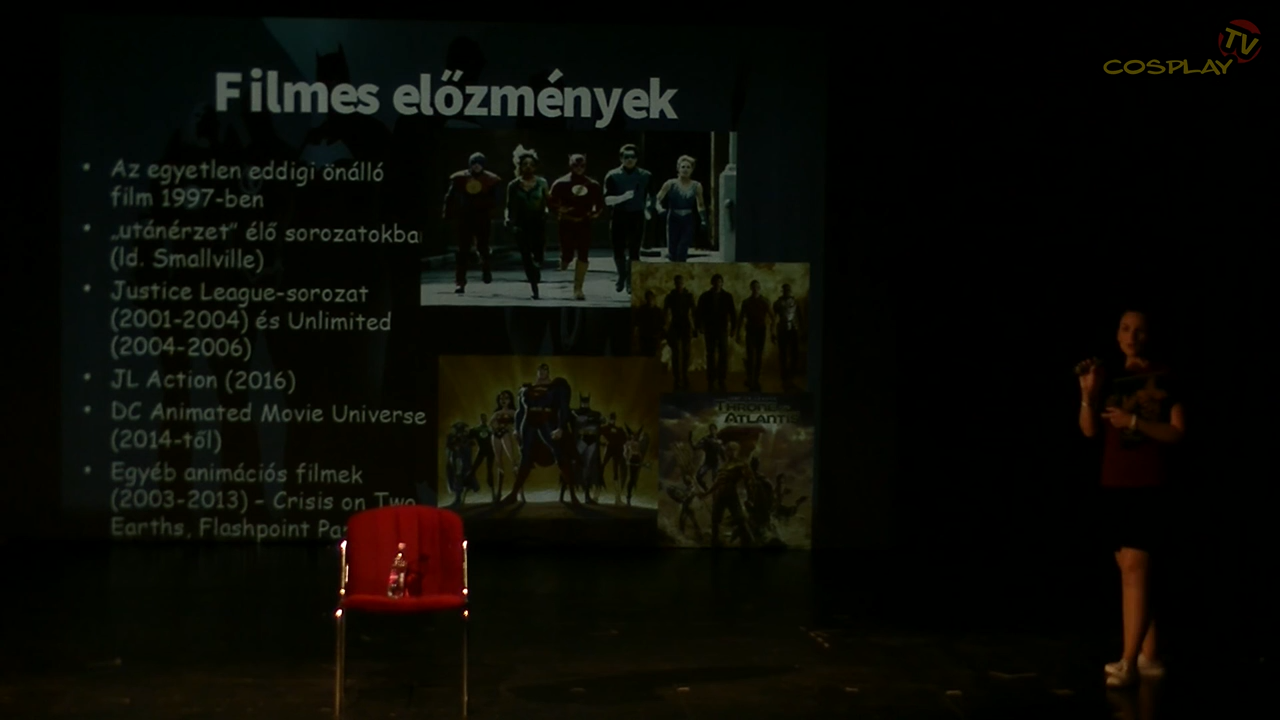 TV
COSPLAY
Filmes előzmények
• Az egyetlen eddigi önálló
film 1997-ben
• „utánérzet” élő sorozatokba
(ld. Smallville)
• Justice League-sorozat
(2001-2004) és Unlimited
(2004-2006)
• JL Action (2016)
• DC Animated Movie Universe
(2014-től)
• Egyéb animációs filmek
(2003-2013) – Crisis on Two
Earths, Flashpoint Pa
THRONE
ATLANTIS